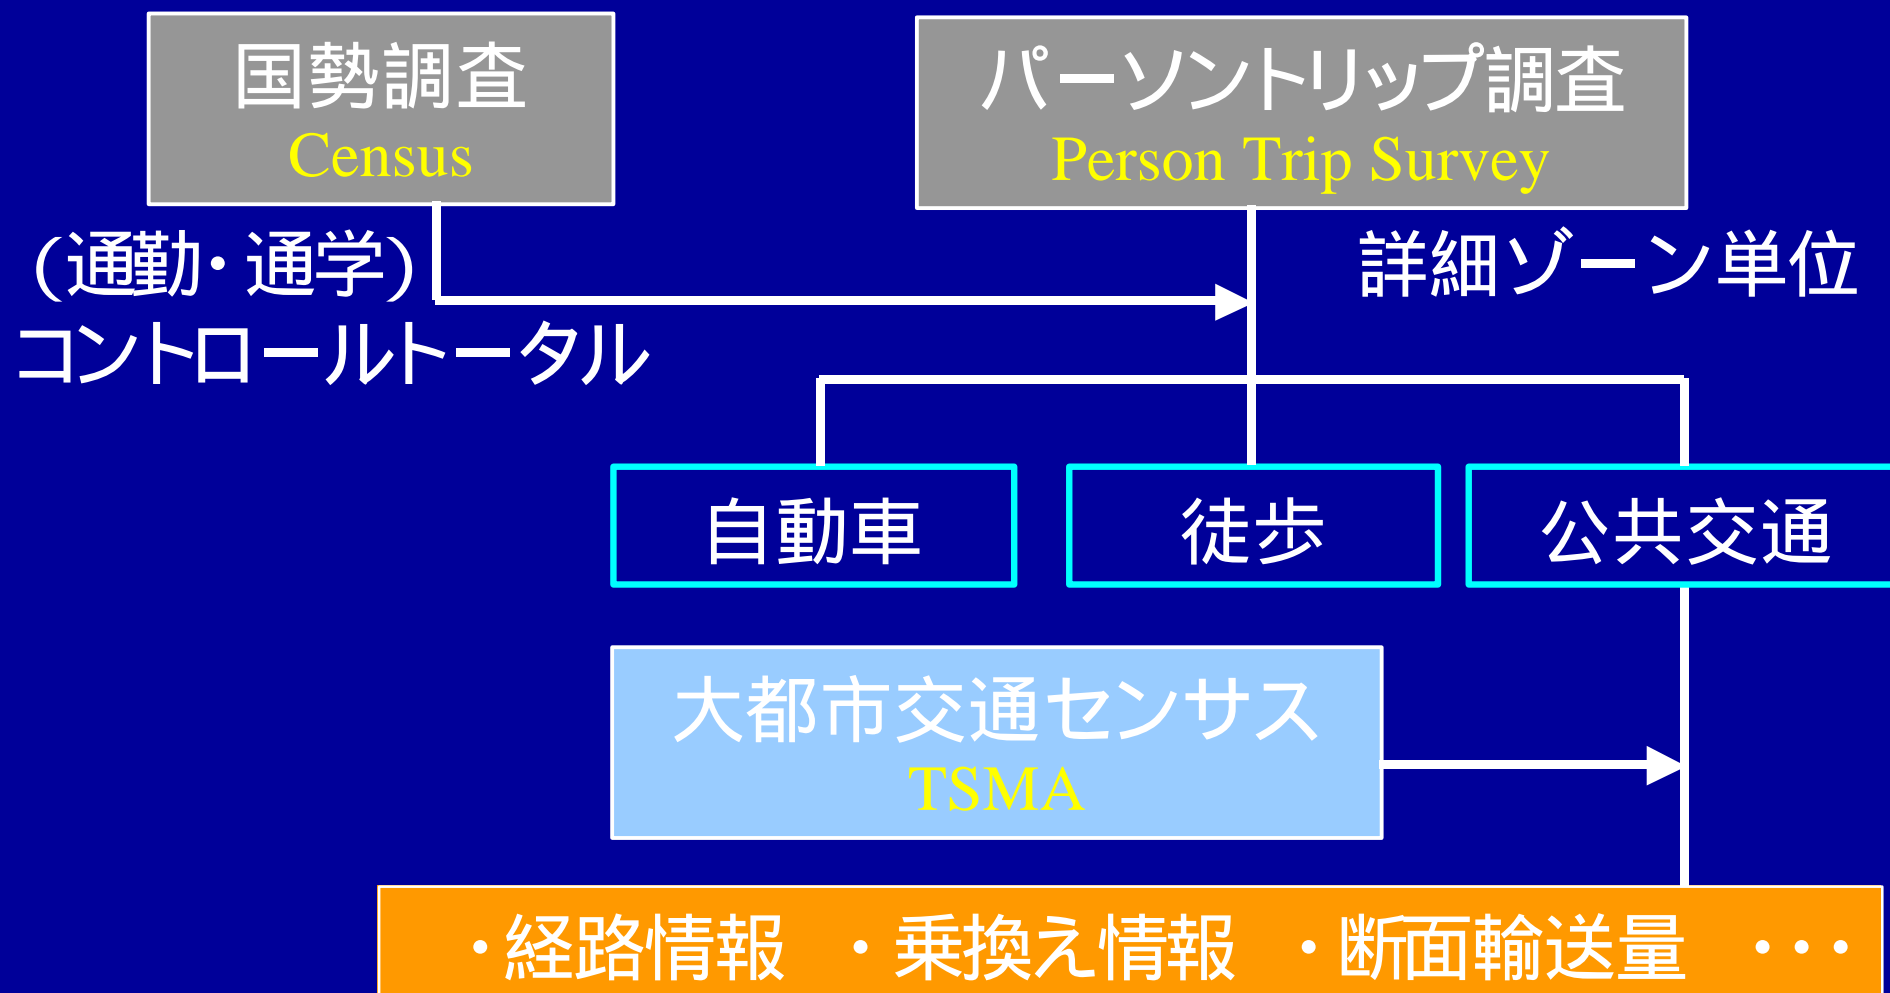 国勢調査
Census
パーソントリップ調査
Person Trip Survey
(通勤・通学)
コントロールトータル
詳細ゾーン単位
自動車
徒歩
公共交通
大都市交通センサス
TSMA
・経路情報 ・乗換え情報 ・断面輸送量 ・・・